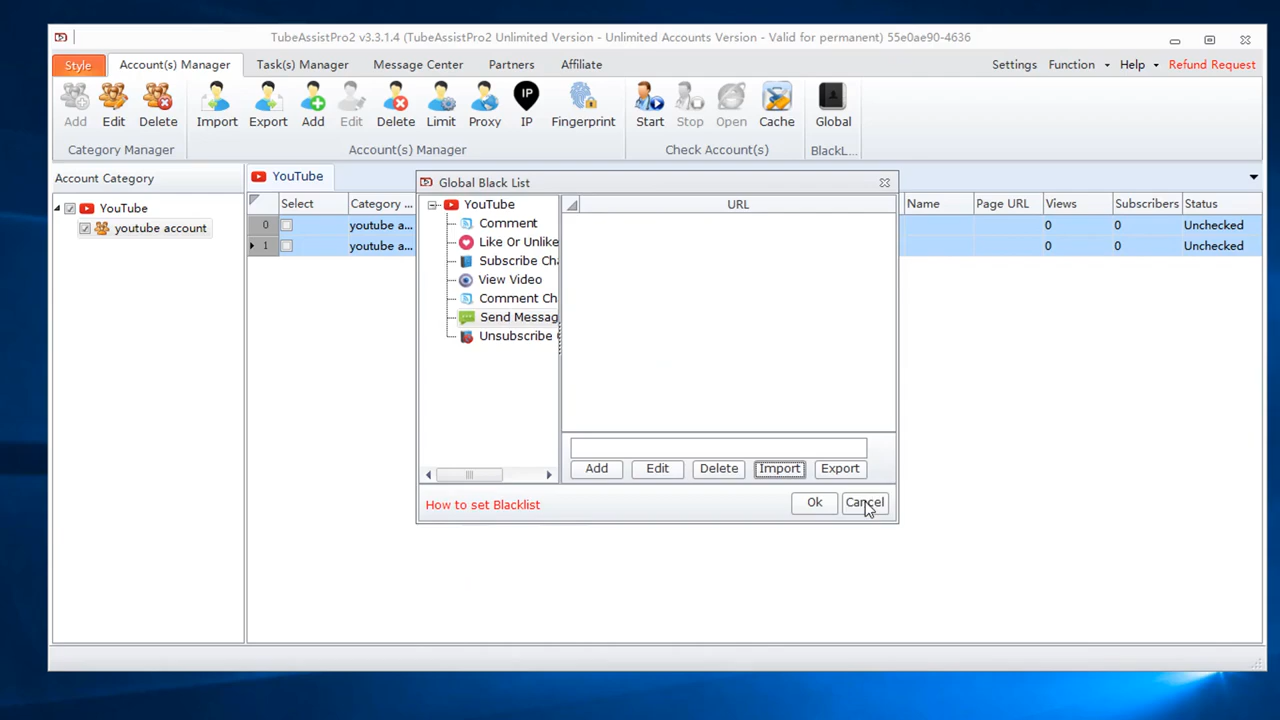 TubeAssistPro2 v3.3.1.4 (TubeAssistPro2 Unlimited Version - Unlimited Accounts Version - Valid for permanent) 55e0ae90-4636
Style Account(s) Manager Task(s) Manager Message Center Partners Affiliate Settings Function Help Refund Request
Add Edit Delete Import Export Add Edit Delete Limit Proxy IP Fingerprint Start Stop Open Cache Global
Category Manager Account(s) Manager Check Account(s) BlackL...
Account Category
YouTube
youtube account
YouTube
Select Category ... Name Page URL Views Subscribers Status
0 youtube a... 0 0 Unchecked
1 youtube a... 0 0 Unchecked
Global Black List
YouTube
Comment
Like Or Unlike
Subscribe Cha
View Video
Comment Ch
Send Messag
Unsubscribe
URL
Add Edit Delete Import Export
How to set Blacklist Ok Cancel